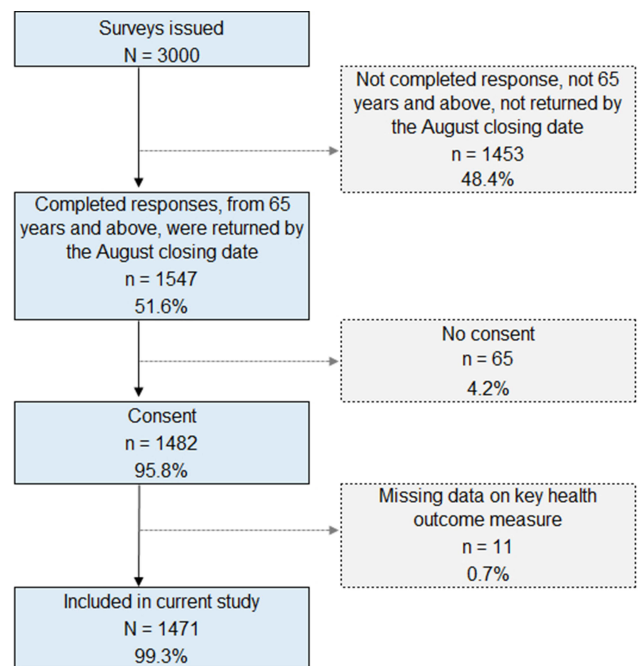 Surveys issued
N = 3000
Not completed response, not 65
years and above, not returned by
the August closing date
n = 1453
48.4%
Completed responses, from 65
years and above, were returned by
the August closing date
n = 1547
51.6%
No consent
n = 65
4.2%
Consent
n = 1482
95.8%
Missing data on key health
outcome measure
n = 11
0.7%
Included in current study
N = 1471
99.3%